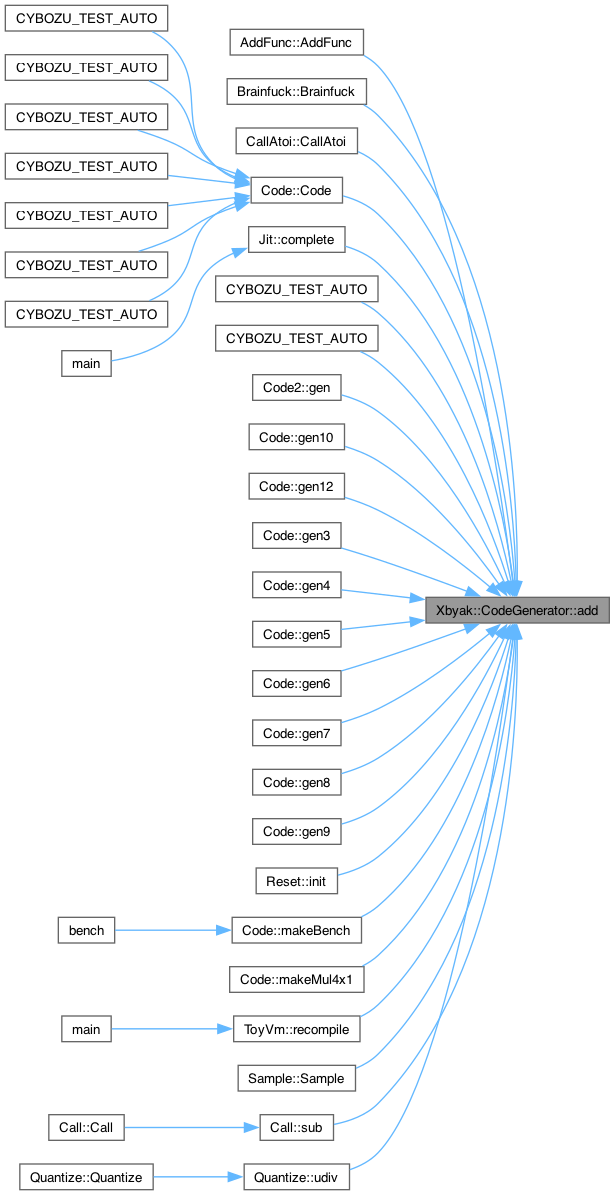 CYBOZU_TEST_AUTO
CYBOZU_TEST_AUTO
CYBOZU_TEST_AUTO
CYBOZU_TEST_AUTO
CYBOZU_TEST_AUTO
CYBOZU_TEST_AUTO
CYBOZU_TEST_AUTO
main
bench
main
Call::Call
Quantize::Quantize
AddFunc::AddFunc
Brainfuck::Brainfuck
CallAtoi::CallAtoi
Code::Code
Jit::complete
CYBOZU_TEST_AUTO
CYBOZU_TEST_AUTO
Code2::gen
Code::gen10
Code::gen12
Code::gen3
Code::gen4
Code::gen5
Code::gen6
Code::gen7
Code::gen8
Code::gen9
Reset::init
Code::makeBench
Code::makeMul4x1
ToyVm::recompile
Sample::Sample
Call::sub
Quantize::udiv
Xbyak::CodeGenerator::add